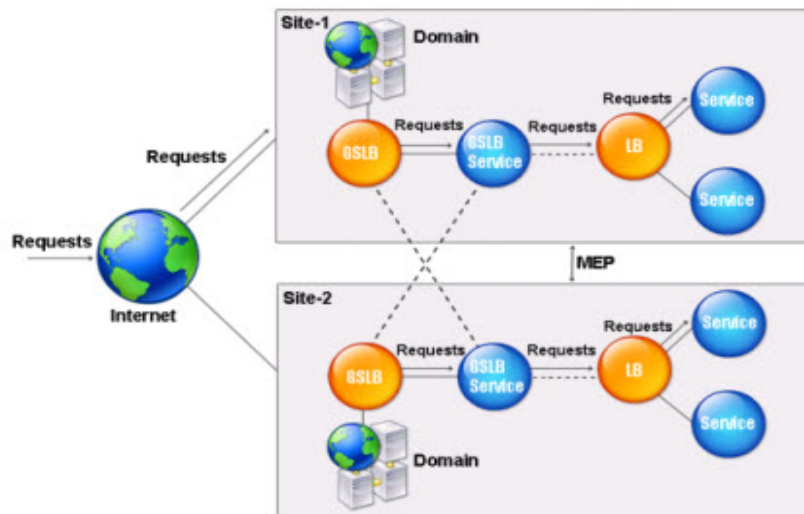 Site-1
Domain
Requests
Requests
Requests
Service
GSLB
GSLB
Service
LB
Requests
Service
Requests
Internet
MEP
Site-2
Requests
Requests
Requests
Service
GSLB
GSLB
Service
LB
Service
Domain